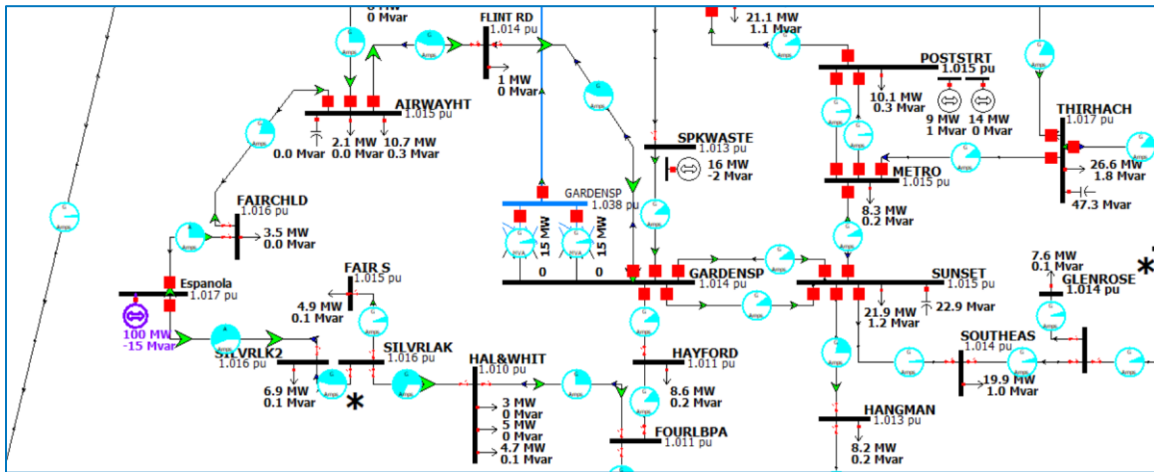 0 Mvar
FLINT RD
1.014 pu
1 MW
0 Mvar
Amps
AIRWAYHT
1.015 pu
0.0 Mvar
2.1 MW
0.0 Mvar
10.7 MW
0.3 Mvar
FAIRCHLD
1.016 pu
3.5 MW
0.0 Mvar
Espanola
1.017 pu
100 MW
-15 Mvar
FAIR S
1.015 pu
4.9 MW
0.1 Mvar
SILVRLK2
1.016 pu
6.9 MW
0.1 Mvar
SILVRLAK
1.016 pu
*
HAL&WHIT
1.010 pu
3 MW
0 Mvar
5 MW
0 Mvar
4.7 MW
0.1 Mvar
GARDENSP
1.038 pu
15 MW
0
15 MW
0
SPKWASTE
1.013 pu
16 MW
-2 Mvar
GARDENSP
1.014 pu
HAYFORD
1.011 pu
8.6 MW
0.2 Mvar
FOURLBPA
1.011 pu
21.1 MW
1.1 Mvar
POSTSTRT
1.015 pu
10.1 MW
0.3 Mvar
9 MW
1 Mvar
14 MW
0 Mvar
METRO
1.015 pu
8.3 MW
0.2 Mvar
THIRHACH
1.017 pu
26.6 MW
1.8 Mvar
47.3 Mvar
SUNSET
1.015 pu
21.9 MW
1.2 Mvar
22.9 Mvar
7.6 MW
0.1 Mvar
GLENROSE
1.014 pu
*
SOUTHEAS
1.014 pu
19.9 MW
1.0 Mvar
HANGMAN
1.013 pu
8.2 MW
0.2 Mvar